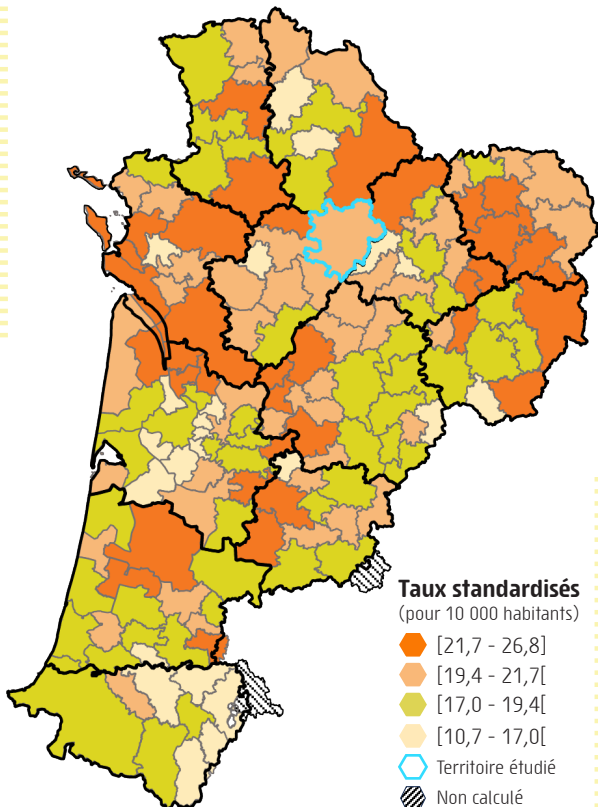 Taux standardisés
(pour 10 000 habitants)
[21,7 - 26,8]
[19,4 - 21,7[
[17,0 - 19,4[
[10,7 - 17,0[
Territoire étudié
Non calculé